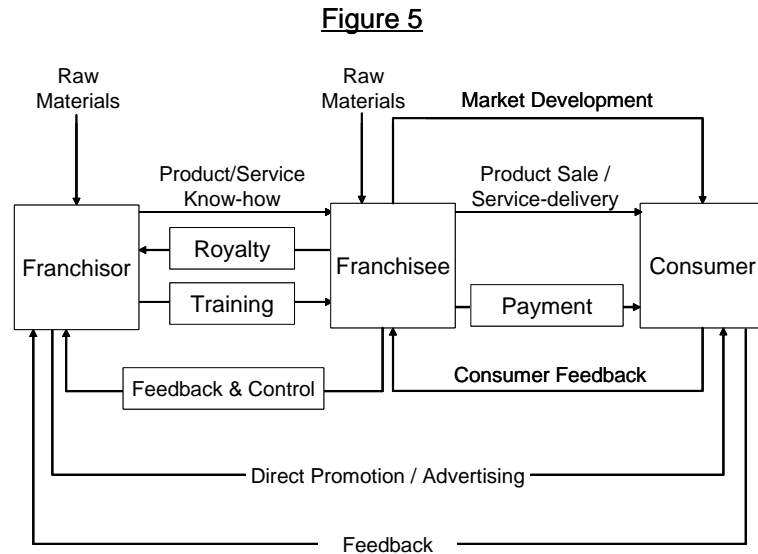 Figure 5
Raw
Materials
Raw
Materials
Market Development
Product/Service
Know-how
Product Sale /
Service-delivery
Franchisor
Royalty
Franchisee
Consumer
Training
Payment
Feedback & Control
Consumer Feedback
Direct Promotion / Advertising
Feedback